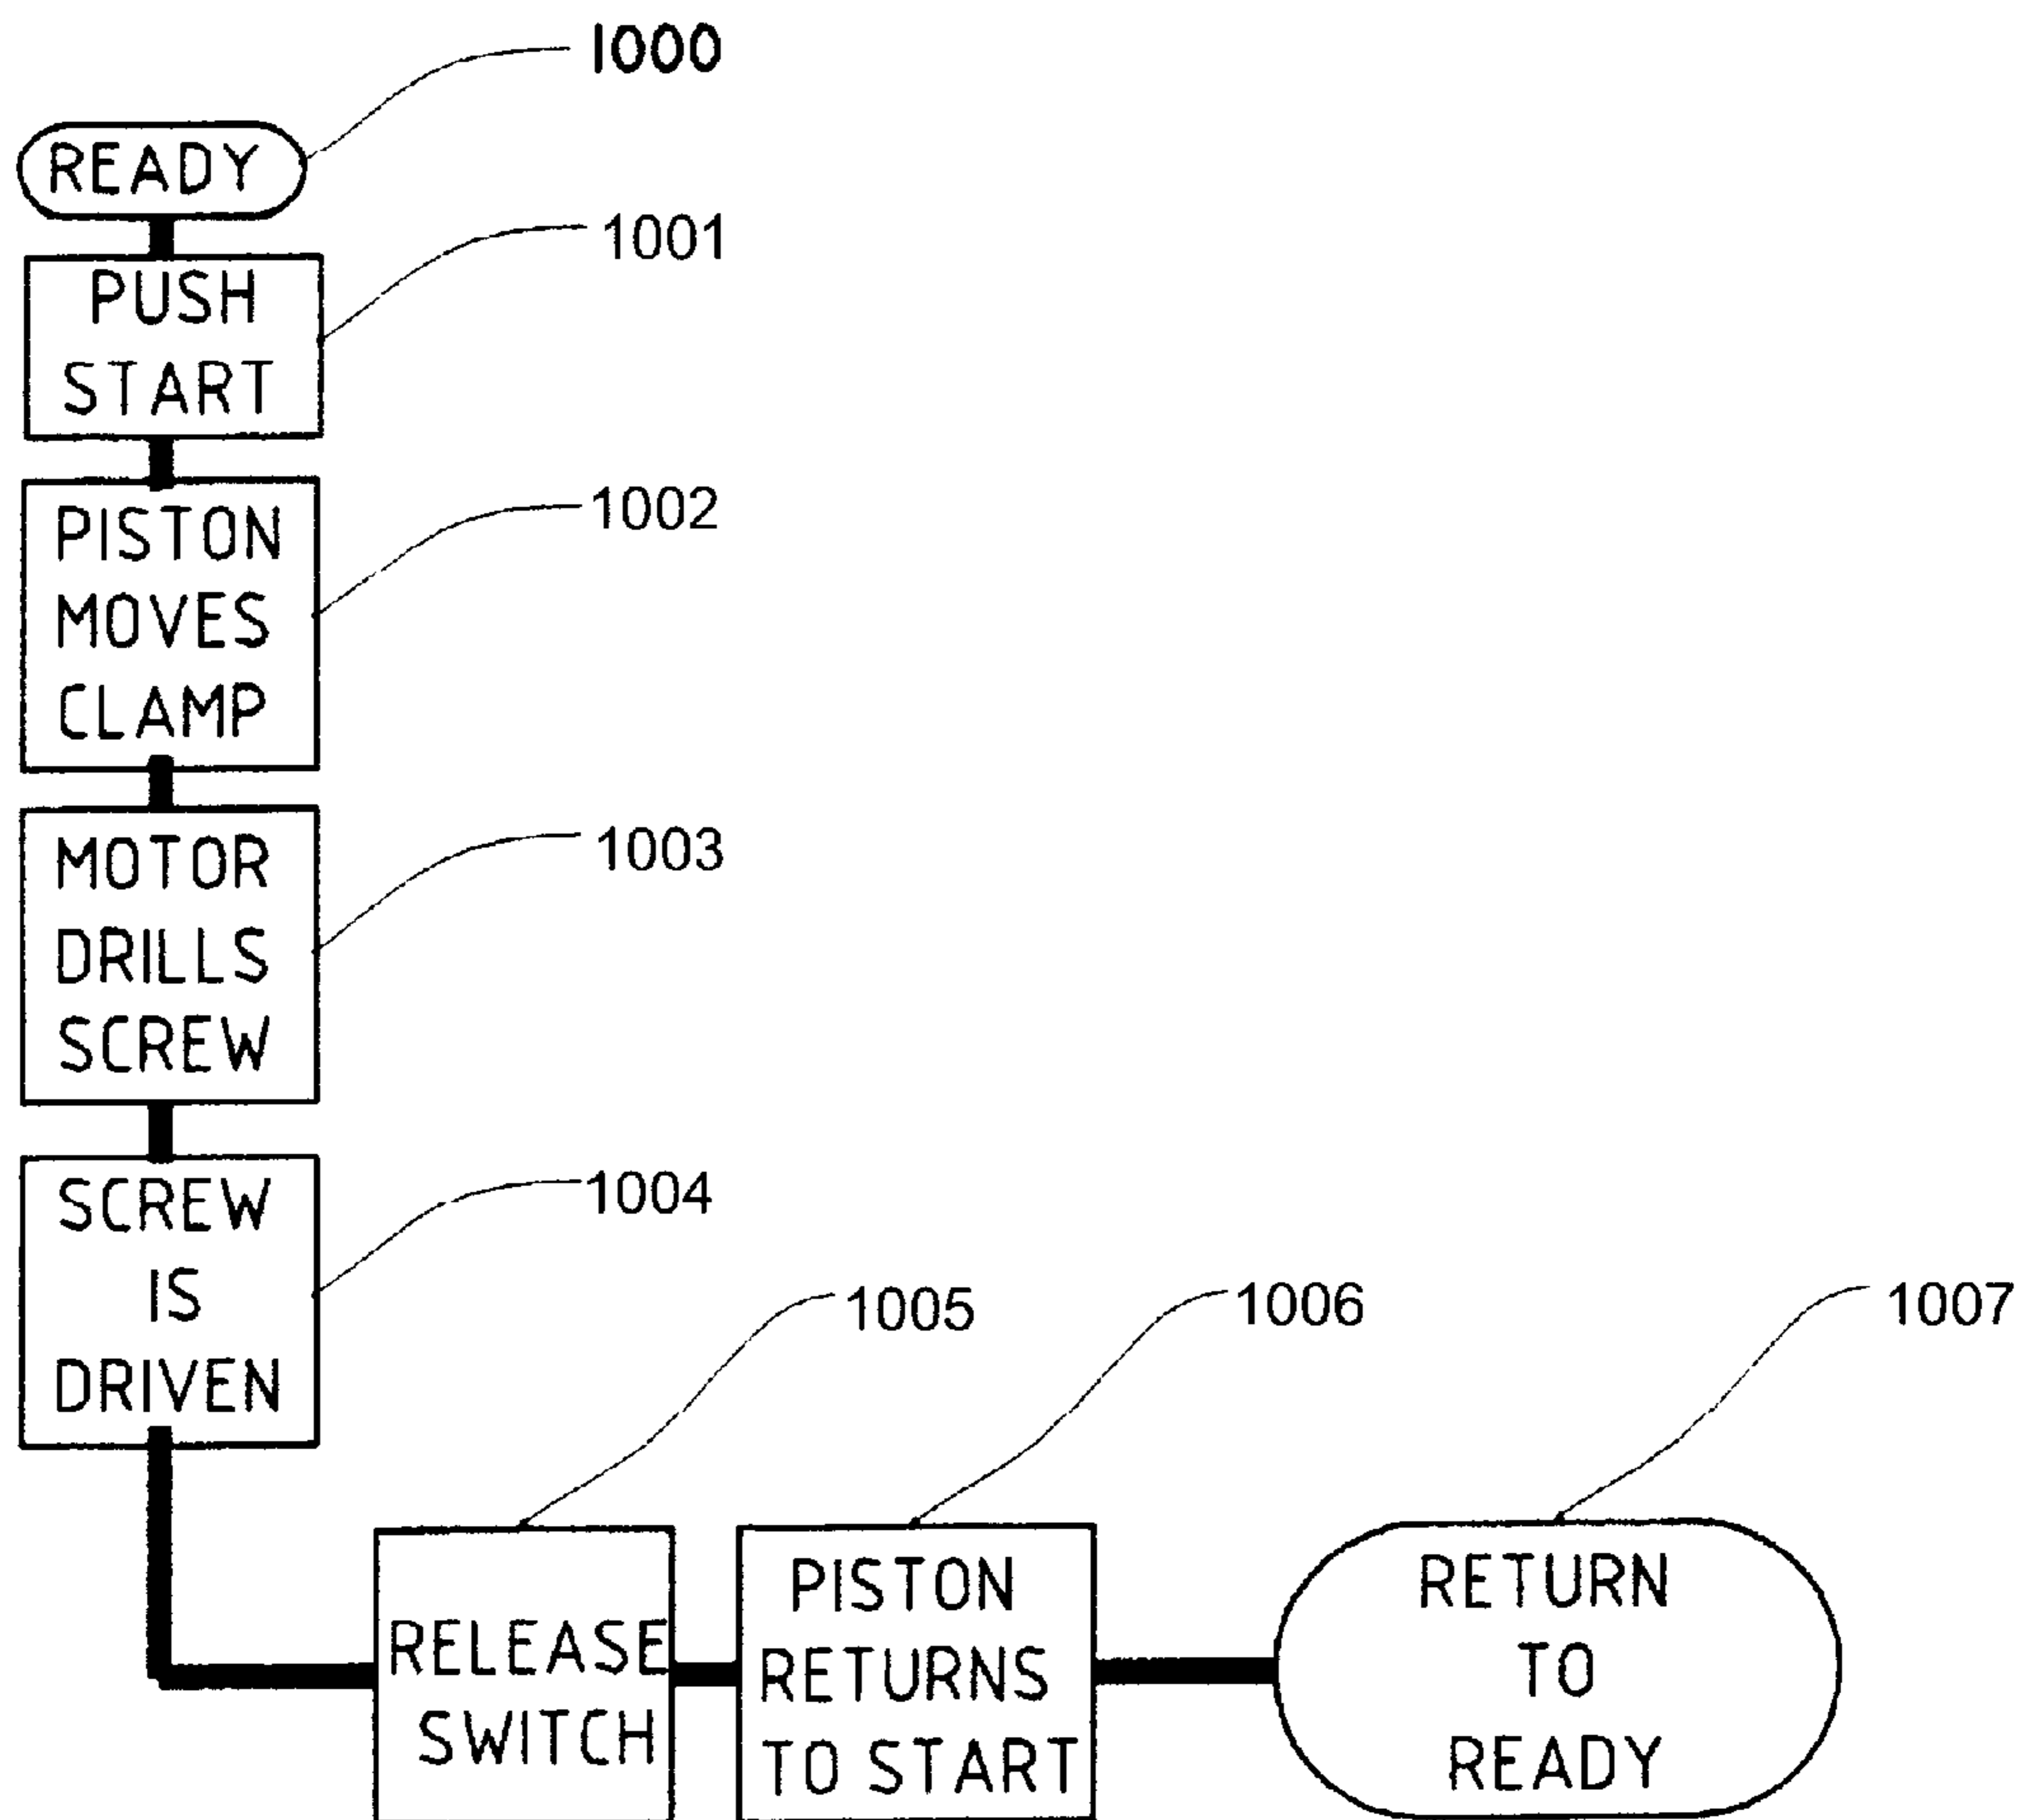 1000
READY
1001
PUSH
START
1002
PISTON
MOVES
CLAMP
1003
MOTOR
DRILLS
SCREW
1004
SCREW
IS
DRIVEN
1005
RELEASE
SWITCH
1006
PISTON
RETURNS
TO START
1007
RETURN
TO
READY